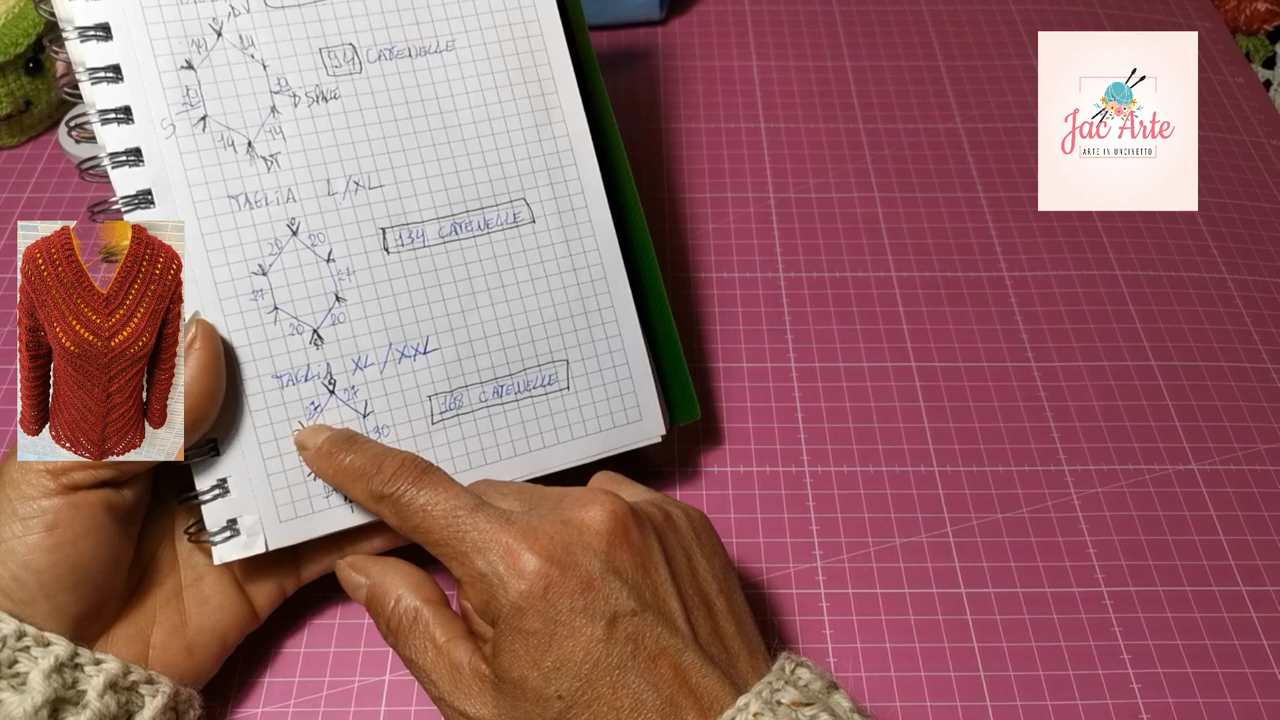 DV
14
14
94 CATENELLE
SPALLE
S
14
14
DT
TAGLIA L/XL
134 CATENELLE
20
20
27
27
20
20
TAGLIA XL/XXL
168 CATENELLE
27
27
30
Jac Arte
ARTE IN UNCINETTO